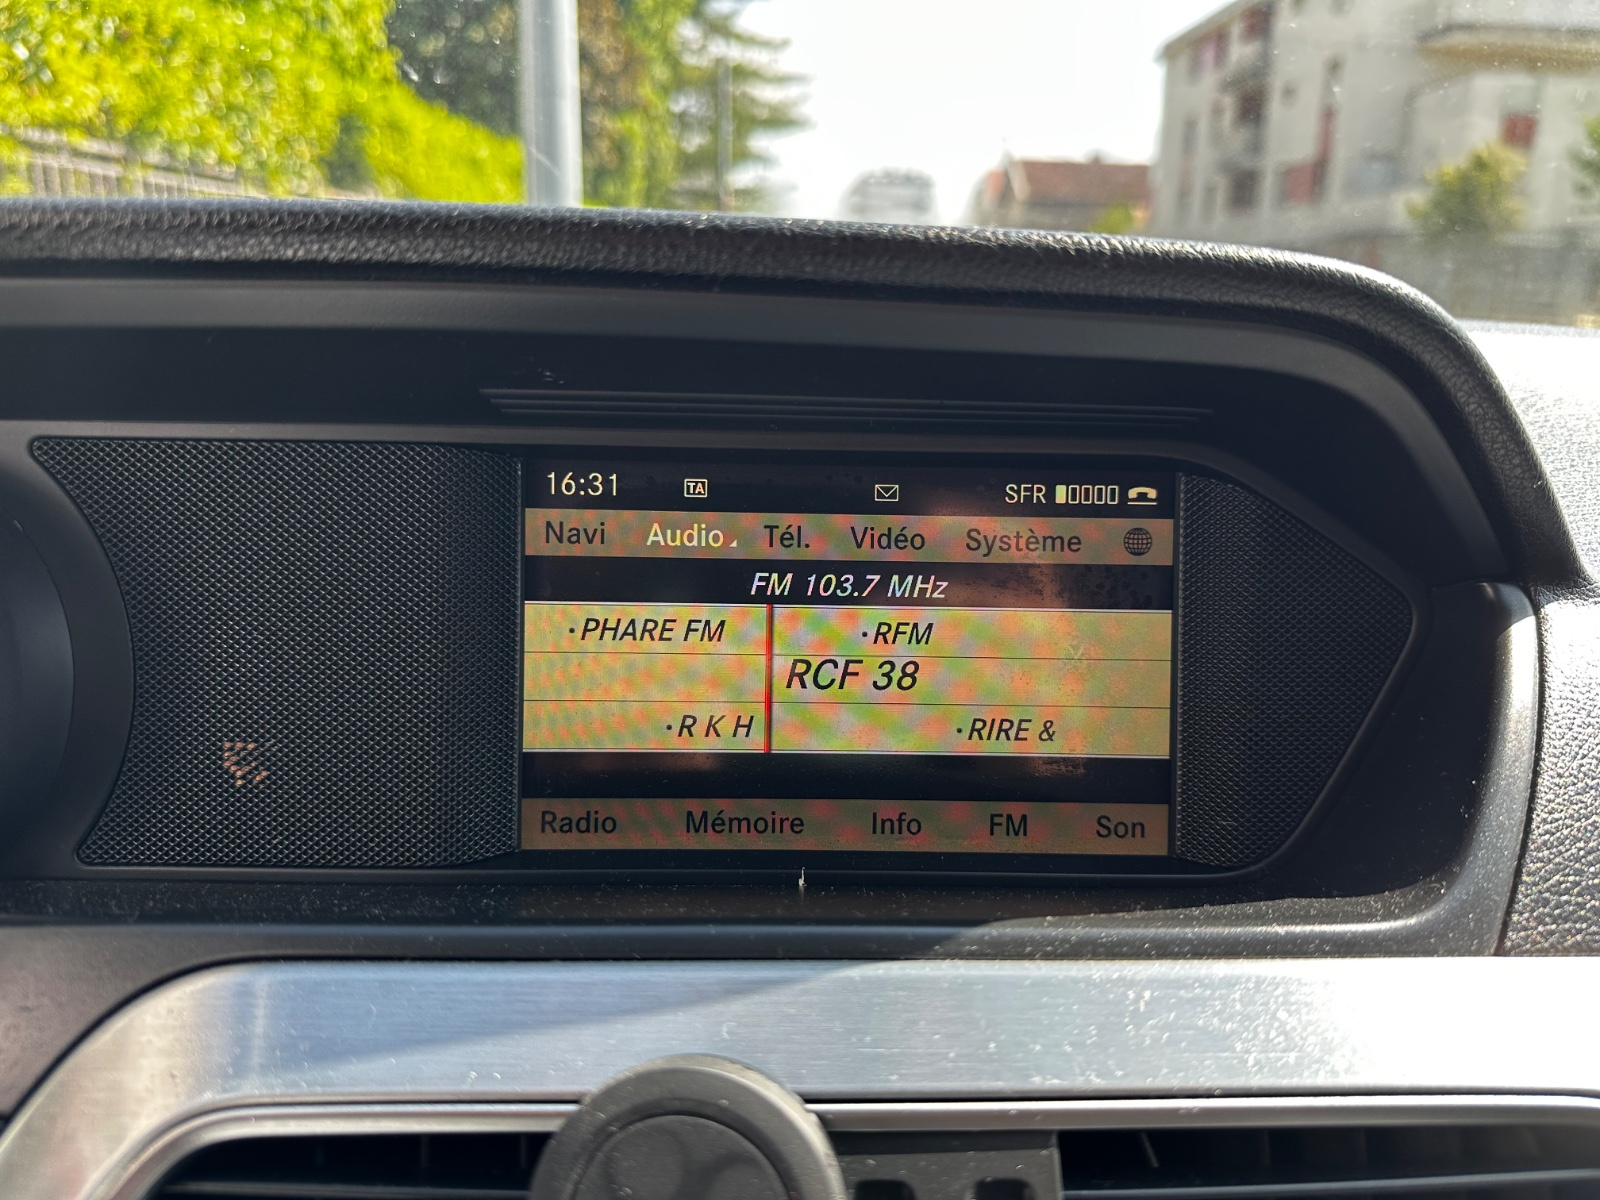 16:31 TA SFR
Navi Audio Tél. Vidéo Système
FM 103.7 MHz
·PHARE FM ·RFM
RCF 38
·R K H ·RIRE &
Radio Mémoire Info FM Son